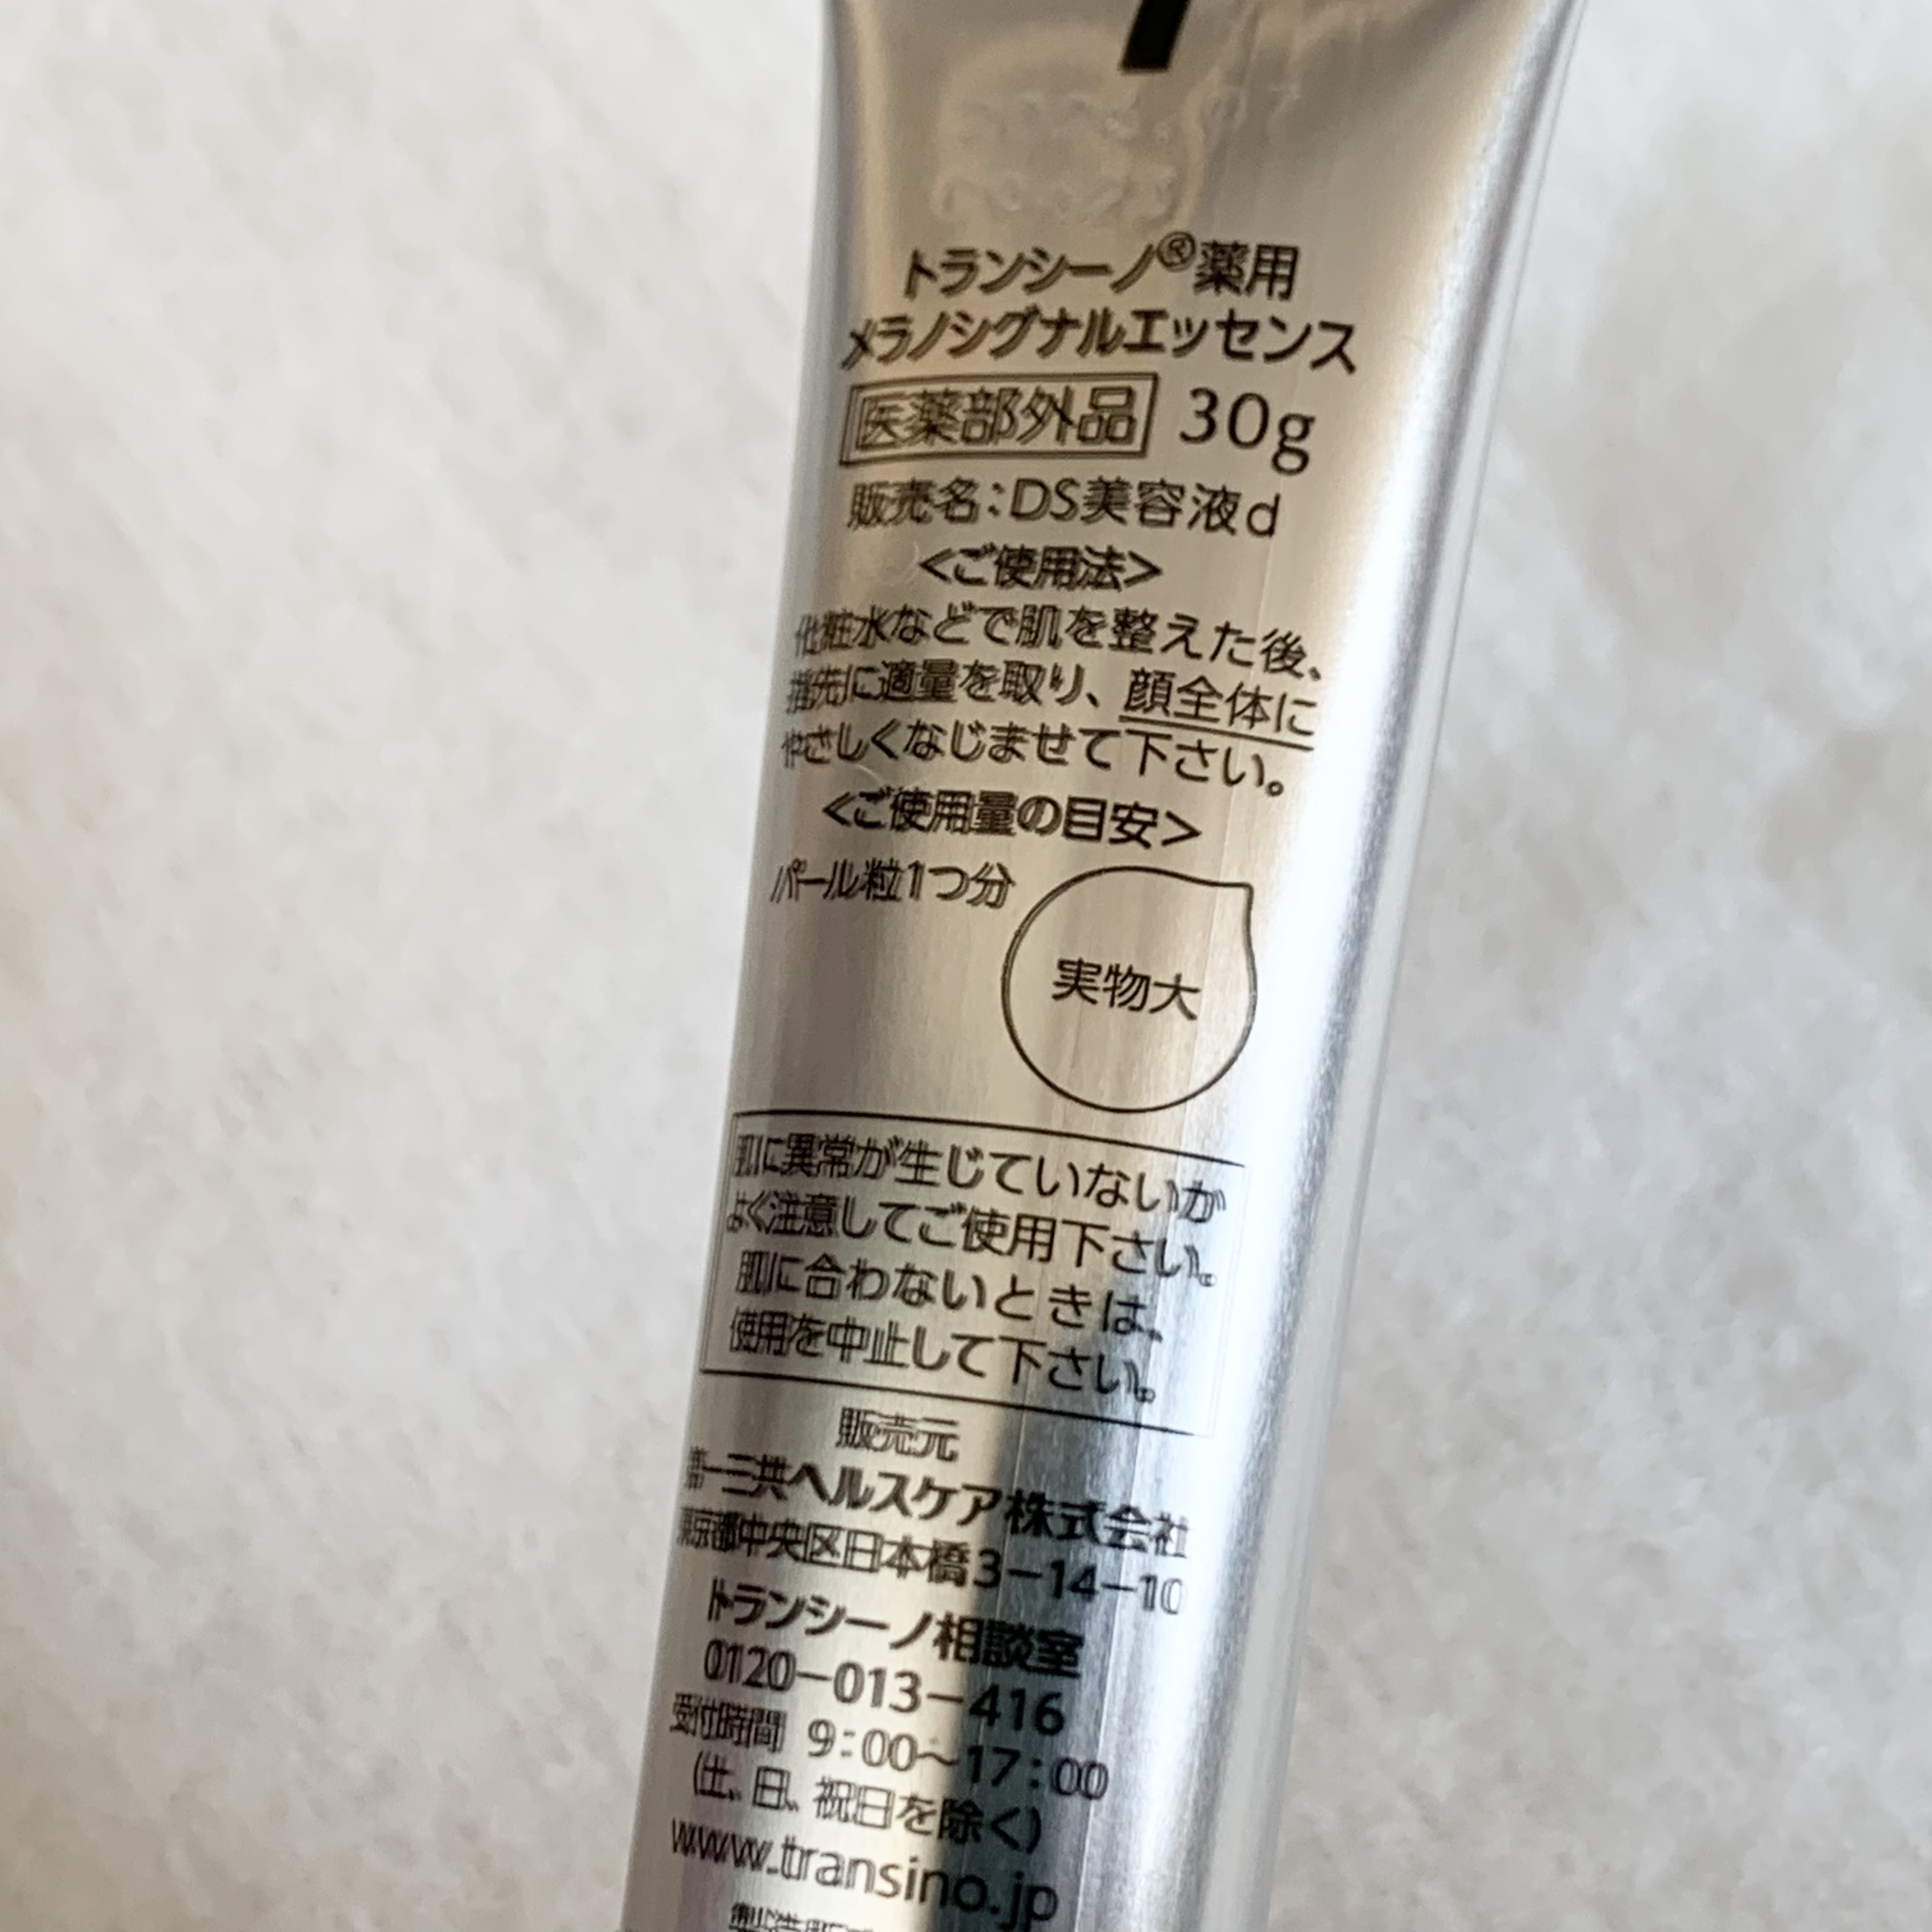 トランシーノ®薬用
メラノシグナルエッセンス
医薬部外品 30g
販売名:DS美容液d
<ご使用法>
化粧水などで肌を整えた後、
指先に適量を取り、顔全体に
やさしくなじませて下さい。
<ご使用量の目安>
パール粒1つ分
実物大
肌に異常が生じていないか
よく注意してご使用下さい。
肌に合わないときは、
使用を中止して下さい。
販売元
第一三共ヘルスケア株式会社
東京都中央区日本橋3-14-10
トランシーノ相談室
0120-013-416
受付時間 9:00~17:00
(土、日、祝日を除く)
www.transino.jp